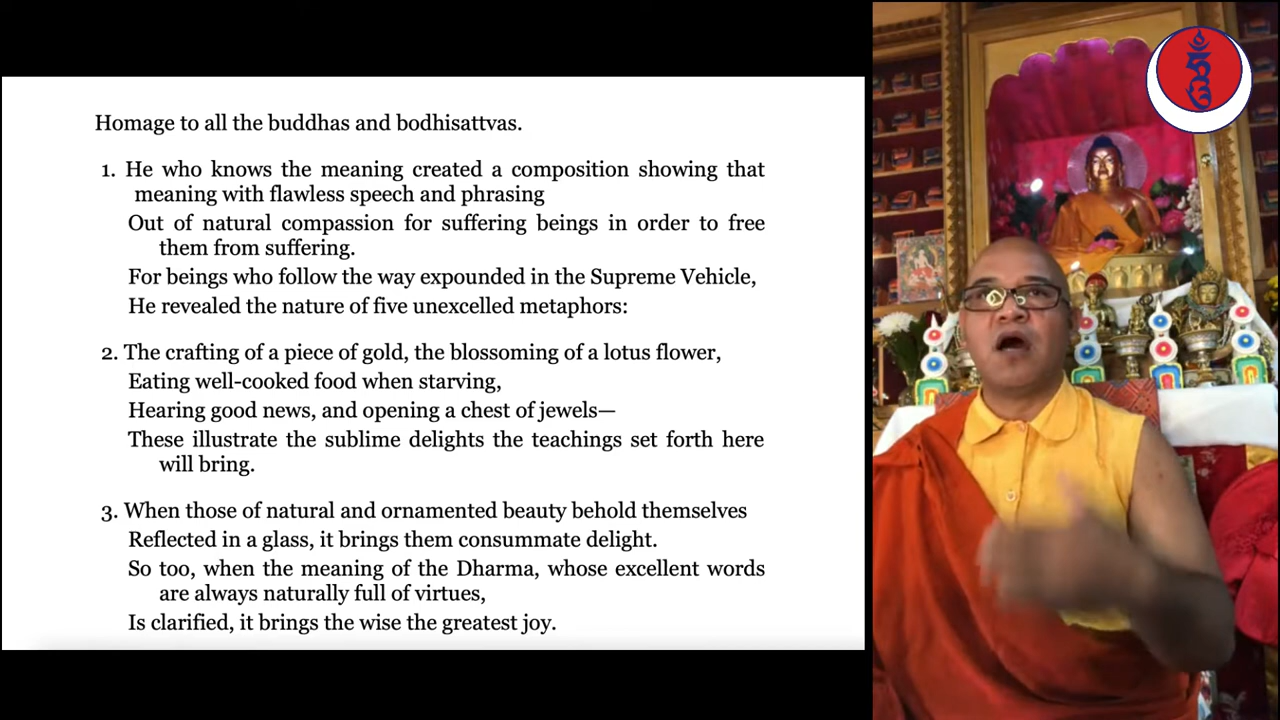 Homage to all the buddhas and bodhisattvas.
1. He who knows the meaning created a composition showing that
meaning with flawless speech and phrasing
Out of natural compassion for suffering beings in order to free
them from suffering.
For beings who follow the way expounded in the Supreme Vehicle,
He revealed the nature of five unexcelled metaphors:
2. The crafting of a piece of gold, the blossoming of a lotus flower,
Eating well-cooked food when starving,
Hearing good news, and opening a chest of jewels—
These illustrate the sublime delights the teachings set forth here
will bring.
3. When those of natural and ornamented beauty behold themselves
Reflected in a glass, it brings them consummate delight.
So too, when the meaning of the Dharma, whose excellent words
are always naturally full of virtues,
Is clarified, it brings the wise the greatest joy.